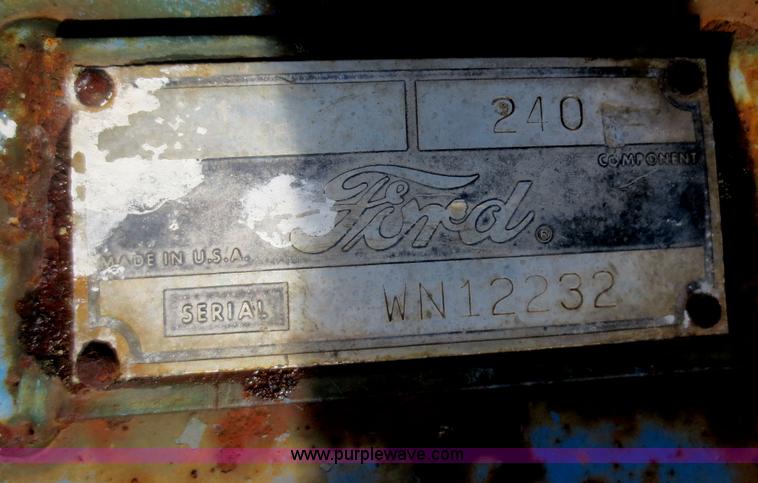 240
COMPONENT
Ford ®
MADE IN U.S.A.
SERIAL WN12232
www.purplewave.com